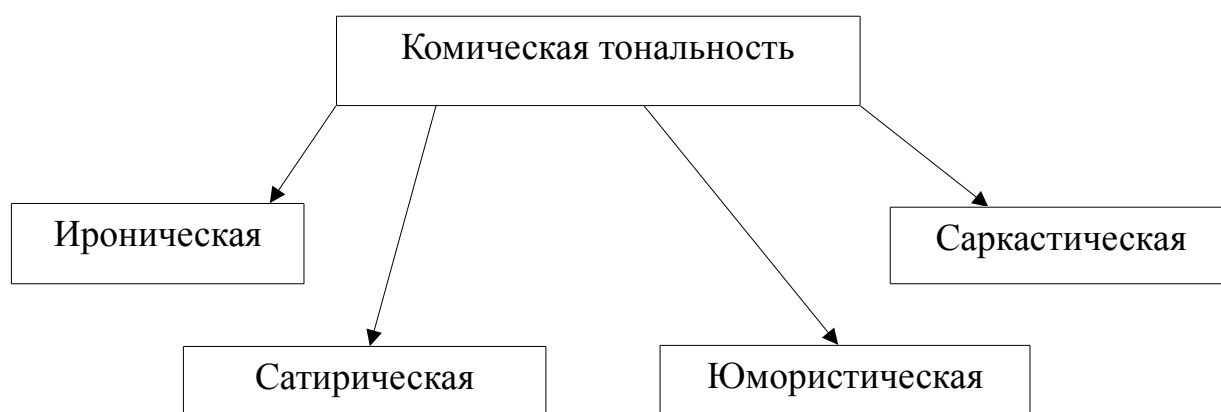 Комическая тональность
Ироническая
Саркастическая
Сатирическая
Юмористическая